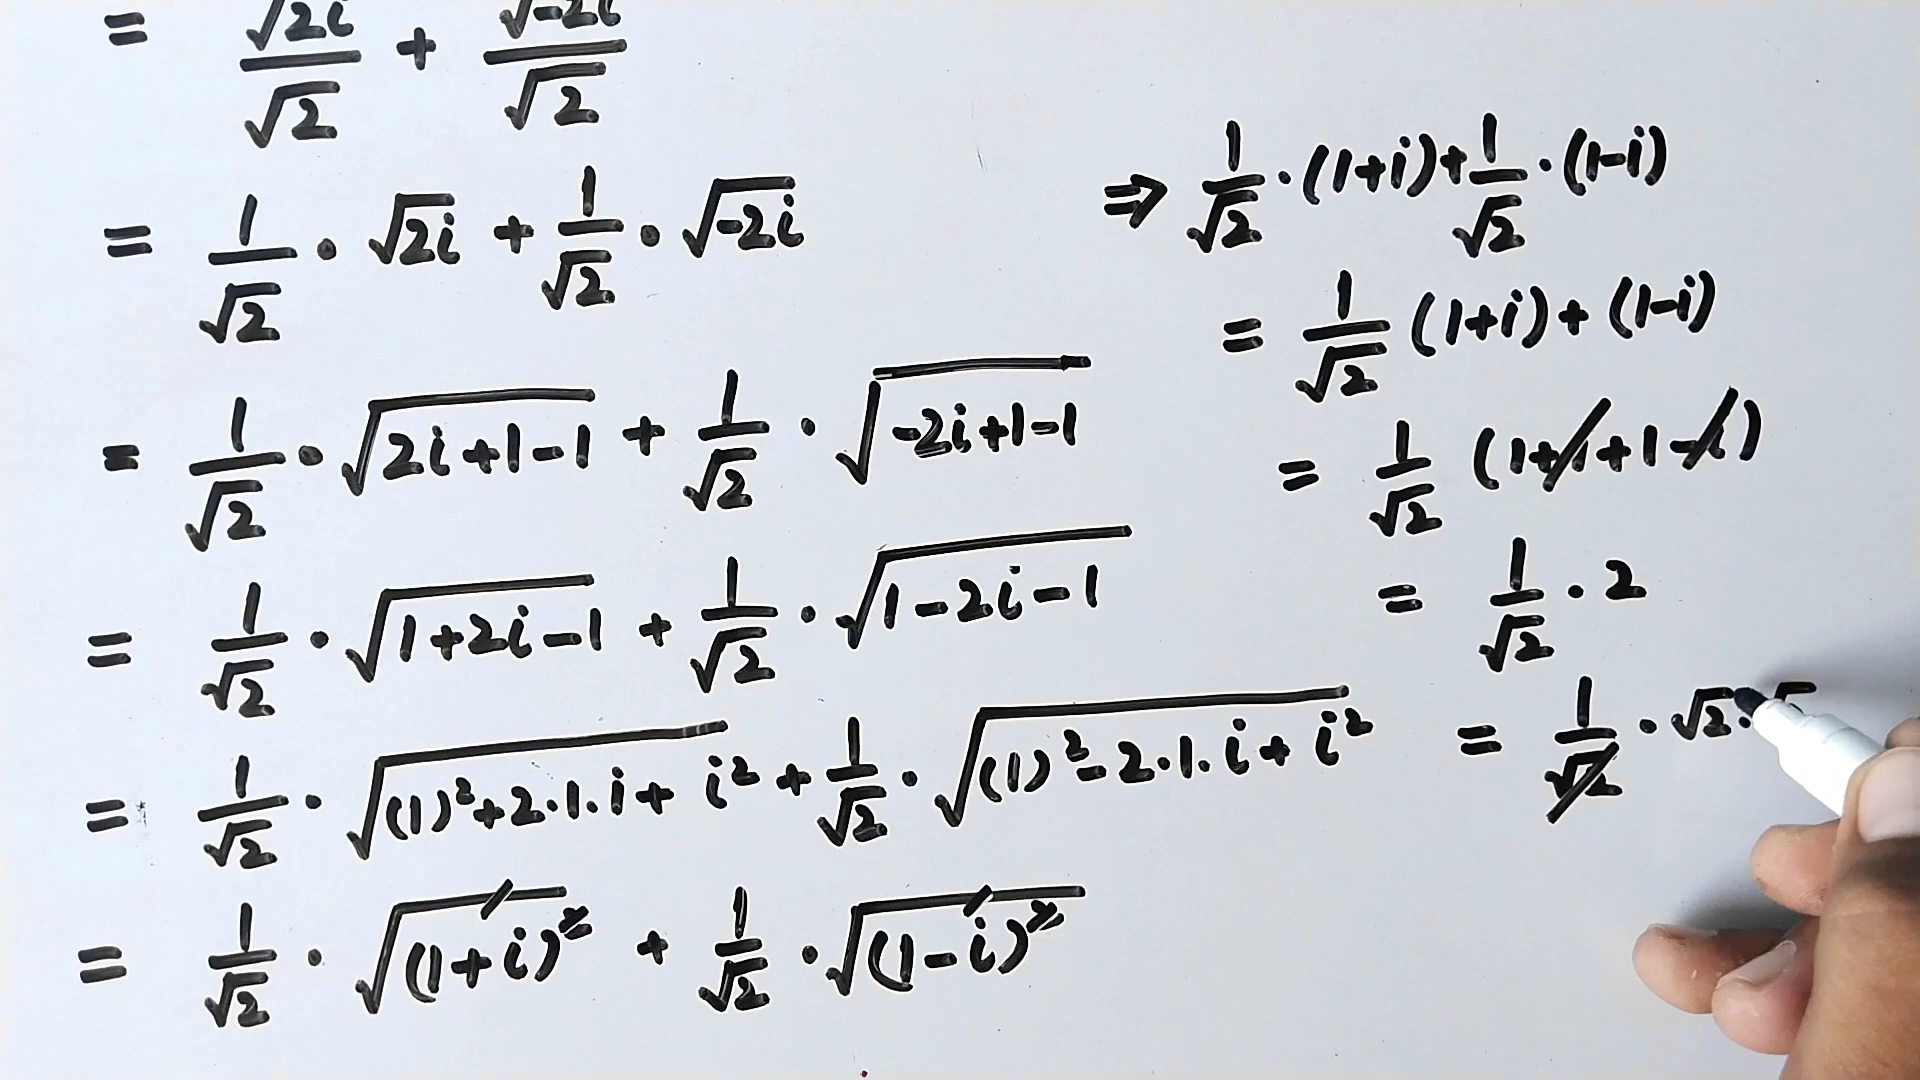 = √2i/√2 + √-2i/√2
= 1/√2 · √2i + 1/√2 · √-2i
= 1/√2 · √(2i+1-1) + 1/√2 · √(-2i+1-1)
= 1/√2 · √(1+2i-1) + 1/√2 · √(1-2i-1)
= 1/√2 · √((1)²+2·1·i+i²) + 1/√2 · √((1)²-2·1·i+i²)
= 1/√2 · √(1+i)² + 1/√2 · √(1-i)²
⇒ 1/√2 · (1+i) + 1/√2 · (1-i)
= 1/√2 (1+i) + (1-i)
= 1/√2 (1+i+1-i)
= 1/√2 · 2
= 1/√2 · √2 · √